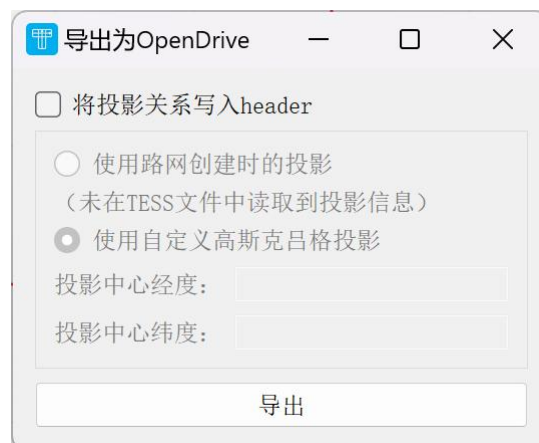 导出为OpenDrive
将投影关系写入header
使用路网创建时的投影
（未在TESS文件中读取到投影信息）
使用自定义高斯克吕格投影
投影中心经度：
投影中心纬度：
导出